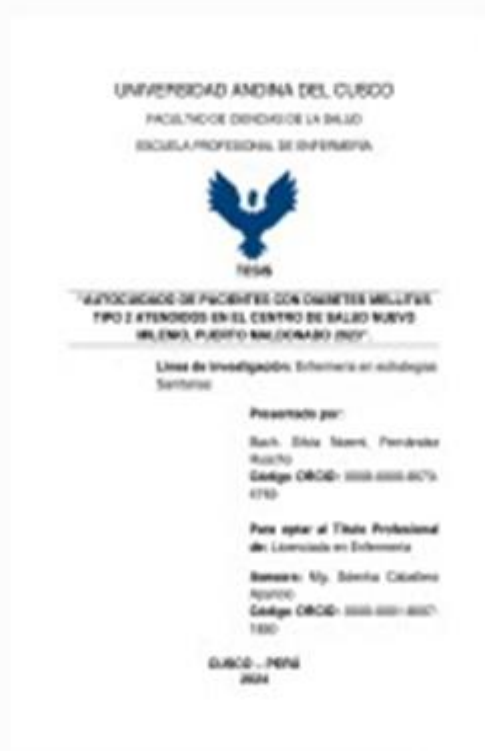 UNIVERSIDAD ANDINA DEL CUSCO
FACULTAD DE CIENCIAS DE LA SALUD
ESCUELA PROFESIONAL DE ENFERMERÍA
TESIS
"AUTOCUIDADO DE PACIENTES CON DIABETES MELLITUS
TIPO 2 ATENDIDOS EN EL CENTRO DE SALUD NUEVO
MILENIO, PUERTO MALDONADO 2023".
Línea de Investigación: Enfermería en estrategias
Sanitarias
Presentado por:
Bach. Silvia Noemi, Fernández
Código ORCID:
Para optar al Título Profesional
de: Licenciada en Enfermería
Asesora: Mg.
Código ORCID:
CUSCO – PERÚ
2024